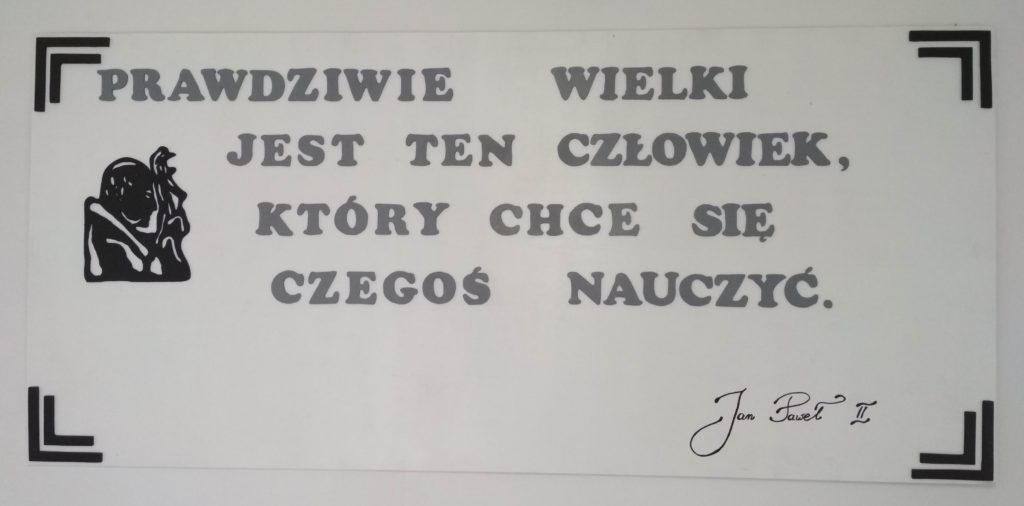 PRAWDZIWIE WIELKI
JEST TEN CZŁOWIEK,
KTÓRY CHCE SIĘ
CZEGOŚ NAUCZYĆ.
Jan Paweł II